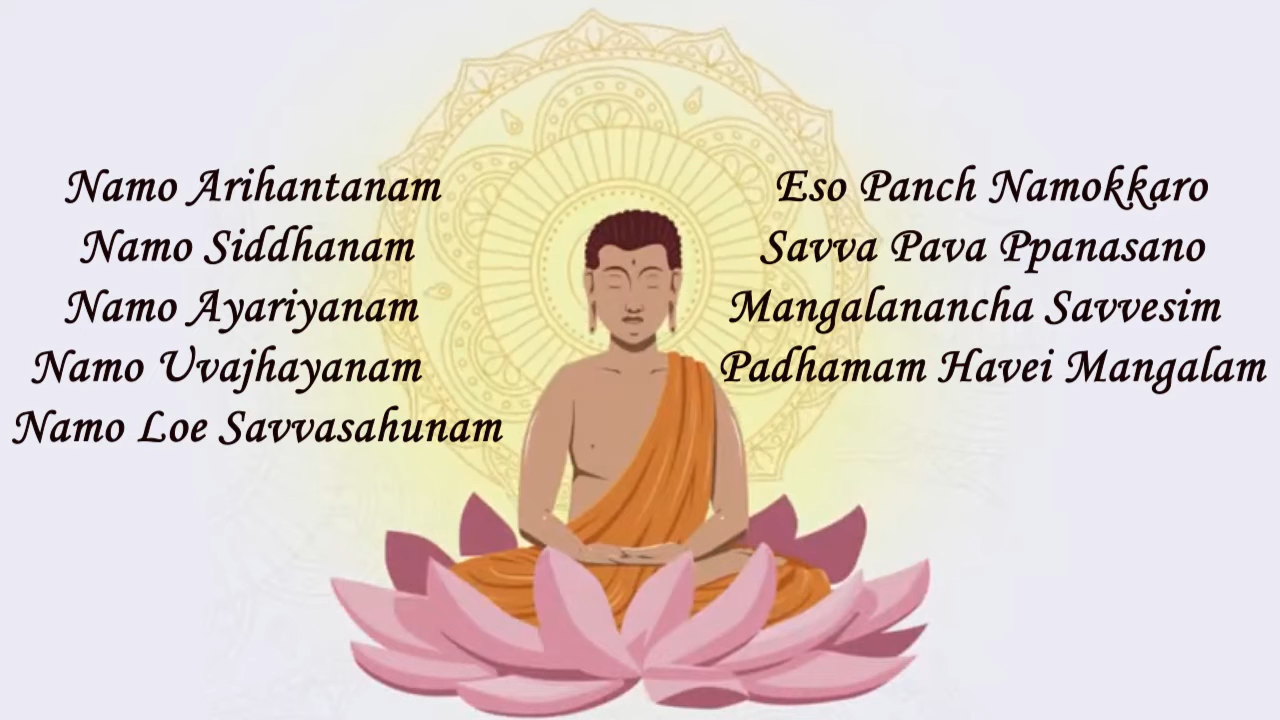 Namo Arihantanam
Namo Siddhanam
Namo Ayariyanam
Namo Uvajhayanam
Namo Loe Savvasahunam
Eso Panch Namokkaro
Savva Pava Ppanasano
Mangalanancha Savvesim
Padhamam Havei Mangalam